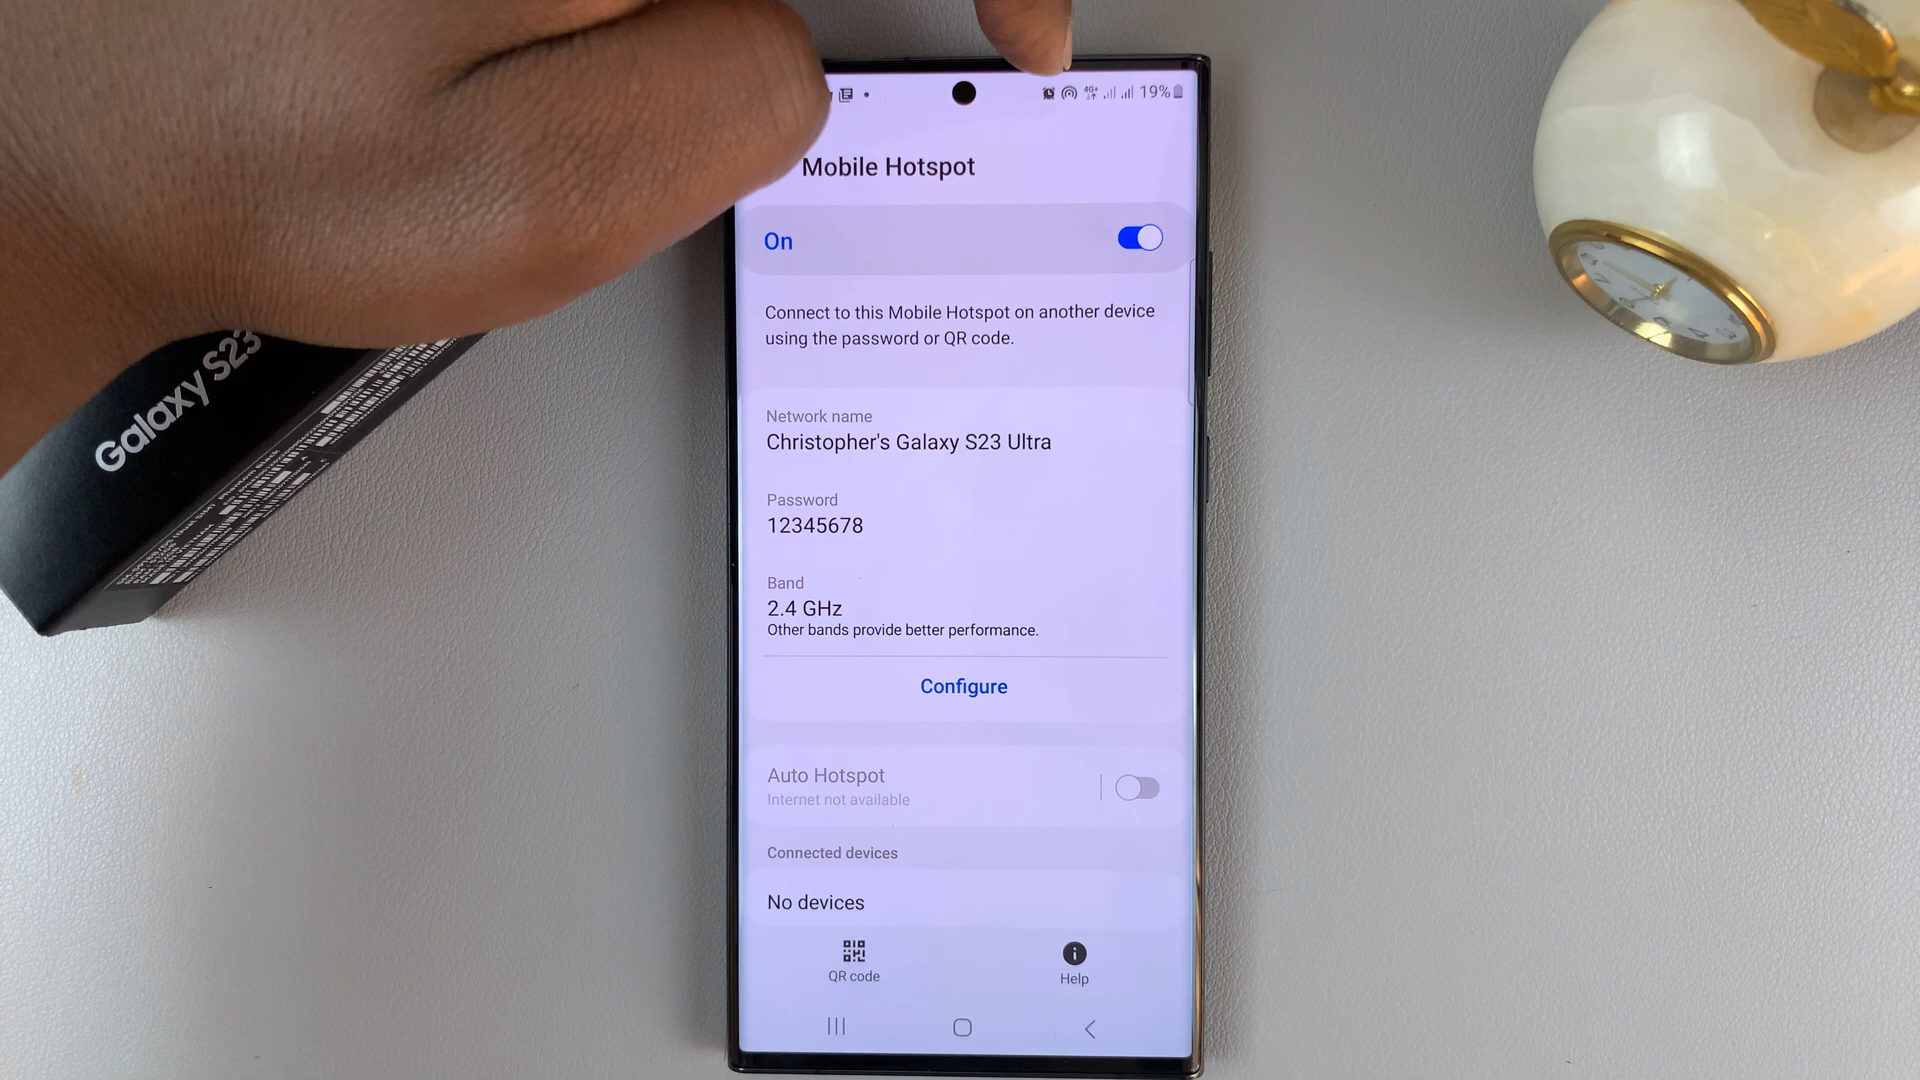 4G+ 19%
Mobile Hotspot
On
Connect to this Mobile Hotspot on another device
using the password or QR code.
Network name
Christopher's Galaxy S23 Ultra
Password
12345678
Band
2.4 GHz
Other bands provide better performance.
Configure
Auto Hotspot
Internet not available
Connected devices
No devices
QR code
Help
Galaxy S23